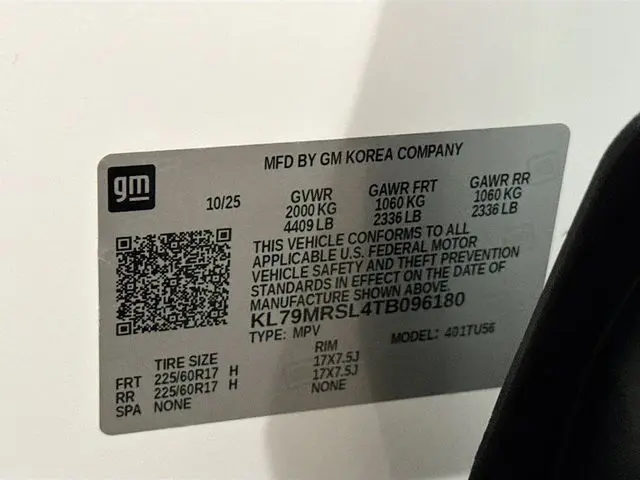 MFD BY GM KOREA COMPANY
gm
10/25
GVWR
2000 KG
4409 LB
GAWR FRT
1060 KG
2336 LB
GAWR RR
1060 KG
2336 LB
THIS VEHICLE CONFORMS TO ALL
APPLICABLE U.S. FEDERAL MOTOR
VEHICLE SAFETY AND THEFT PREVENTION
STANDARDS IN EFFECT ON THE DATE OF
MANUFACTURE SHOWN ABOVE.
KL79MRSL4TB096180
TYPE: MPV MODEL: 401TU56
TIRE SIZE RIM
FRT 225/60R17 H 17X7.5J
RR 225/60R17 H 17X7.5J
SPA NONE NONE